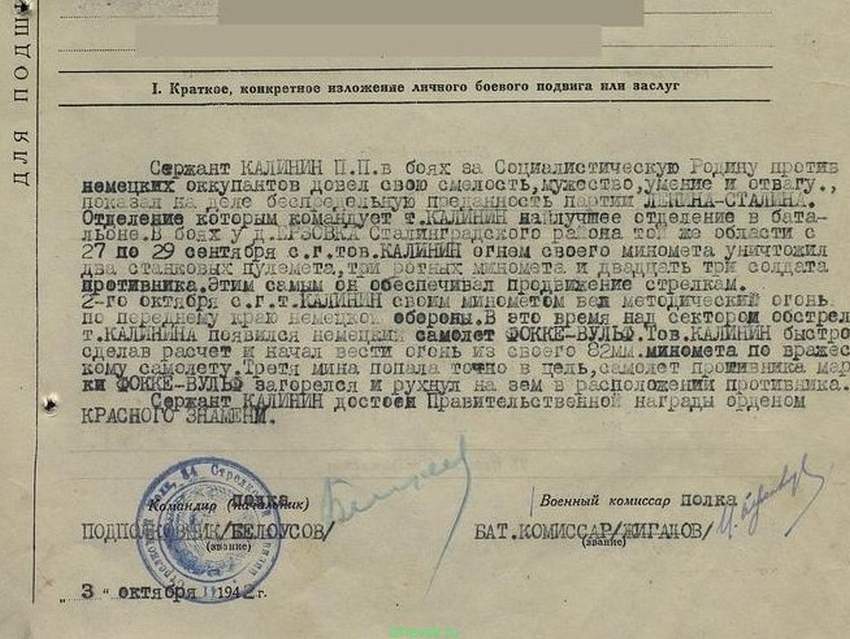 ДЛЯ ПОДШ
I. Краткое, конкретное изложение личного боевого подвига или заслуг
Сержант КАЛИНИН П.П.в боях за Социалистическую Родину против
немецких оккупантов довел свою смелость,мужество,умение и отвагу.,
показал на деле беспредельную преданность партии ЛЕНИНА-СТАЛИНА.
Отделение которым командует т.КАЛИНИН наилучшее отделение в бата-
льоне.В боях у д.ЕРЗОВКА Сталинградского района той же области с
27 по 29 сентября с.г.тов.КАЛИНИН огнем своего миномета уничтожил
два станковых пулемета,три ротных миномета и двадцать три солдата
противника.Этим самым он обеспечивал продвижение стрелкам.
2-го октября с.г.т.КАЛИНИН своим минометом вел методический огонь
по переднему краю немецкой обороны.В это время над сектором обстрел
т.КАЛИНИНА появился немецкий самолет ФОККЕ-ВУЛЬФ.Тов.КАЛИНИН быстро
сделав расчет и начал вести огонь из своего 82мм.миномета по вражес
кому самолету.Третя мина попала точно в цель,самолет противника мар
ки ФОККЕ-ВУЛЬФ загорелся и рухнул на зем в расположении противника.
Сержант КАЛИНИН достоен Правительственной награды орденом
КРАСНОГО ЗНАМЕНИ.
Командир (начальник) полка
Военный комиссар полка
ПОДПОЛКОВНИК/БЕЛОУСОВ/
БАТ.КОМИССАР/ЖИГАНОВ/
(звание)
(звание)
84 Стрелков
„ 3 “ октября 1942 г.